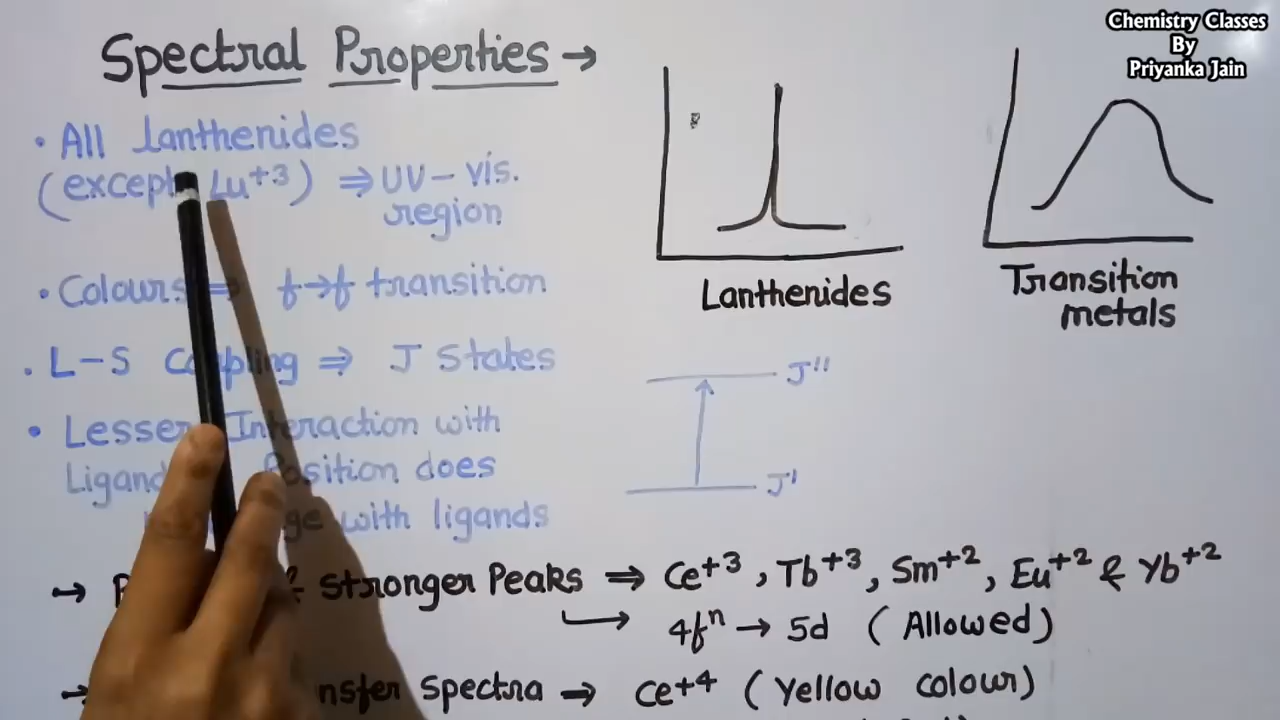 Chemistry Classes
By
Priyanka Jain
Spectral Properties →
• All Lanthenides
(except Lu+3) ⇒ UV - vis.
region
• Colours ⇒ f→f transition
• L-S Coupling ⇒ J States
• Lesser Interaction with
Position does
with ligands
Lanthenides
Transition
metals
J''
J'
→ Stronger Peaks ⇒ Ce+3, Tb+3, Sm+2, Eu+2 & Yb+2
↳ 4fn → 5d (Allowed)
→ spectra ⇒ Ce+4 (Yellow colour)